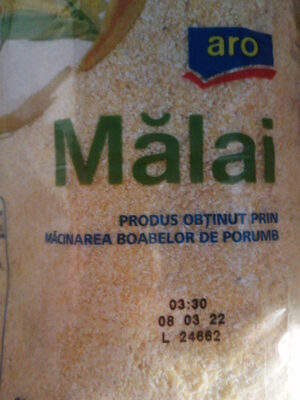 aro
Mălai
PRODUS OBȚINUT PRIN
MĂCINAREA BOABELOR DE PORUMB
03:30
08 03 22
L 24662